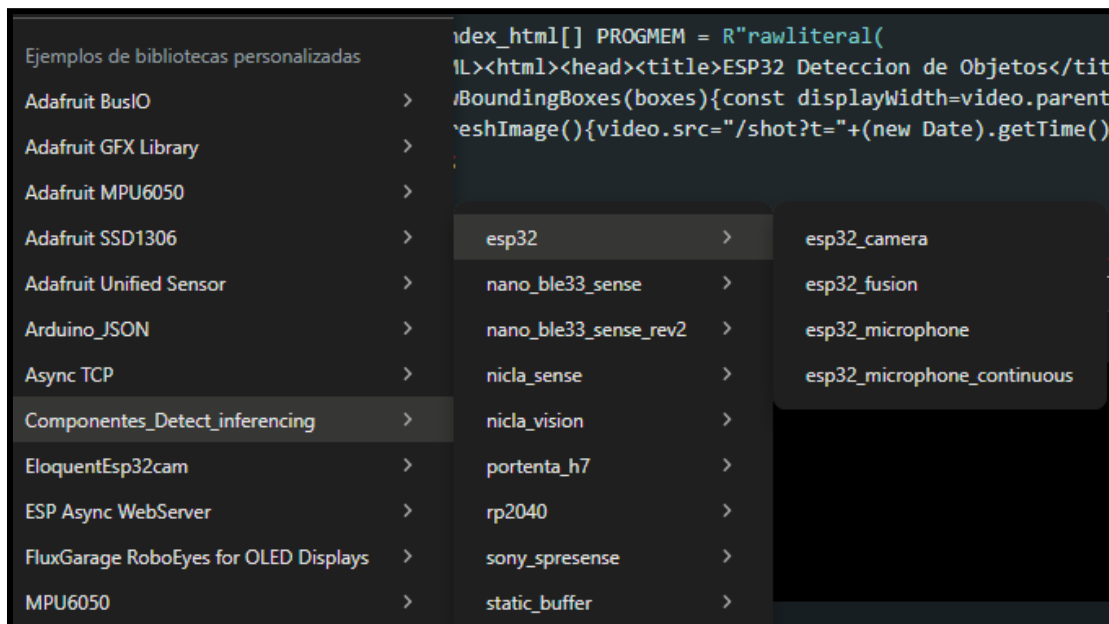 Ejemplos de bibliotecas personalizadas
Adafruit BusIO
Adafruit GFX Library
Adafruit MPU6050
Adafruit SSD1306
Adafruit Unified Sensor
Arduino_JSON
Async TCP
Componentes_Detect_inferencing
EloquentEsp32cam
ESP Async WebServer
FluxGarage RoboEyes for OLED Displays
MPU6050
ndex_html[] PROGMEM = R"rawliteral(
ML><html><head><title>ESP32 Deteccion de Objetos</tit
wBoundingBoxes(boxes){const displayWidth=video.parent
reshImage(){video.src="/shot?t="+(new Date).getTime()
;
esp32
nano_ble33_sense
nano_ble33_sense_rev2
nicla_sense
nicla_vision
portenta_h7
rp2040
sony_spresense
static_buffer
esp32_camera
esp32_fusion
esp32_microphone
esp32_microphone_continuous